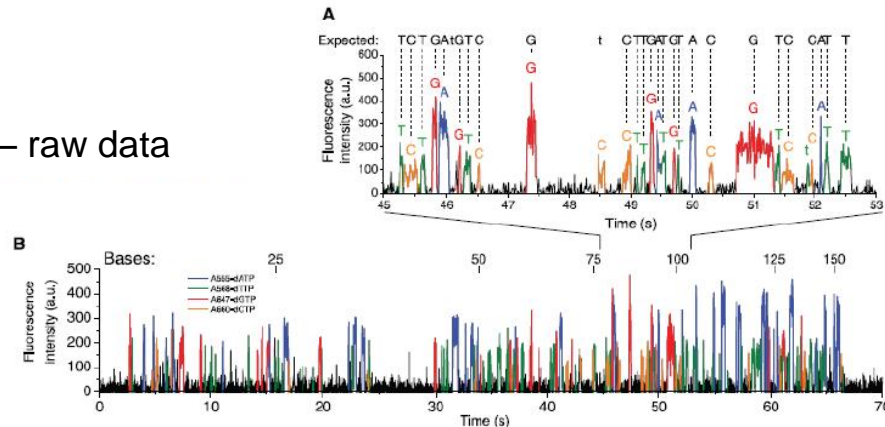 – raw data
A
Expected: T C T G A t G T C G t C T T G A T G T A C G T C C A T T
Fluorescence
intensity (a.u.)
600
500
400
300
200
100
0
T C T G A G T C G C T G A T G T A C G T C t C A T T
45 46 47 48 49 50 51 52 53
Time (s)
B
Bases: 25 50 75 100 125 150
Fluorescence
intensity (a.u.)
500
400
300
200
100
0
A555-dATP
A568-dTTP
A647-dGTP
A660-dCTP
0 10 20 30 40 50 60 70
Time (s)